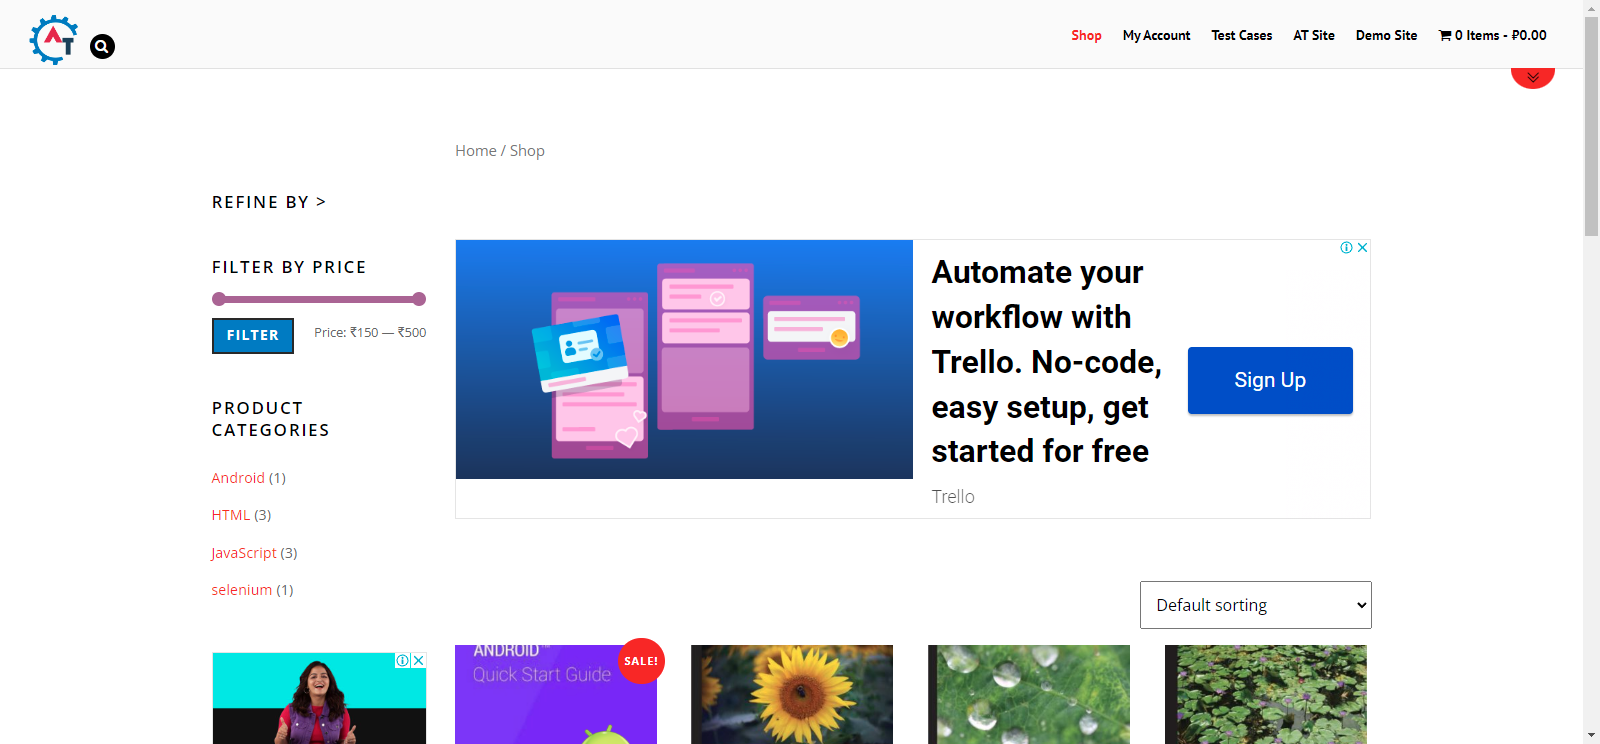 AT
Shop
My Account
Test Cases
AT Site
Demo Site
0 Items - ₽0.00
Home / Shop
REFINE BY >
FILTER BY PRICE
FILTER
Price: ₹150 — ₹500
PRODUCT
CATEGORIES
Android (1)
HTML (3)
JavaScript (3)
selenium (1)
Automate your
workflow with
Trello. No-code,
easy setup, get
started for free
Trello
Sign Up
Default sorting
ANDROID™
Quick Start Guide
SALE!